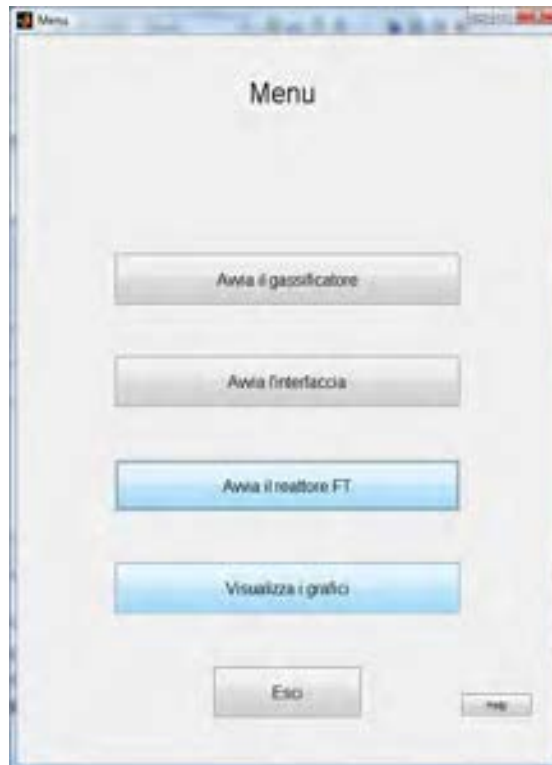 Menu
Menu
Avvia il gassificatore
Avvia l'interfaccia
Avvia il reattore FT
Visualizza i grafici
Esci
Help